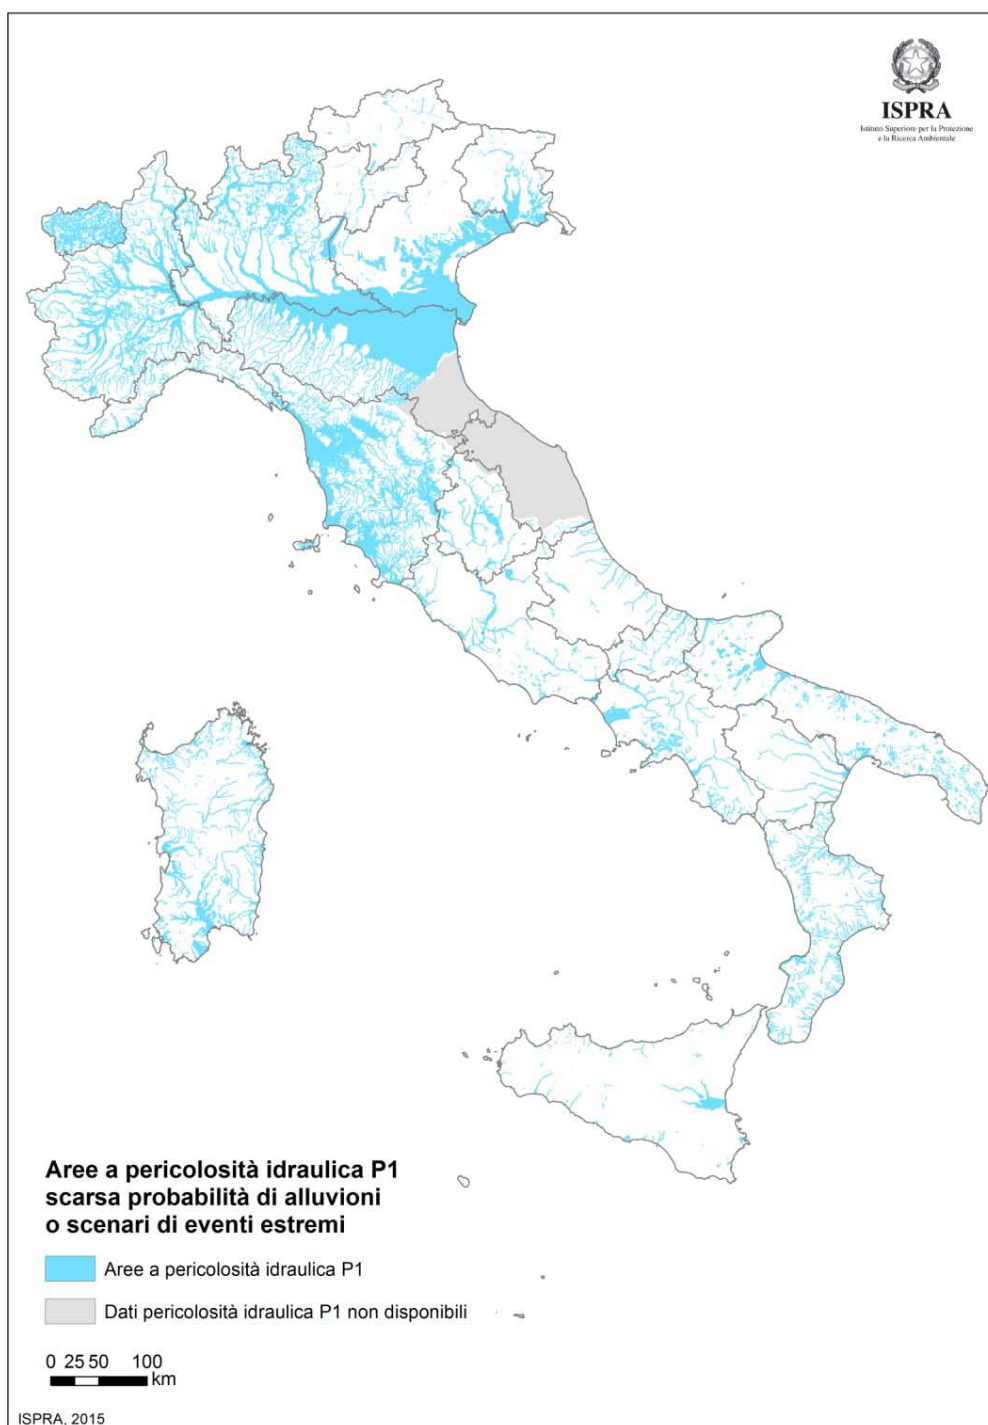 ISPRA
Istituto Superiore per la Protezione
e la Ricerca Ambientale
Aree a pericolosità idraulica P1
scarsa probabilità di alluvioni
o scenari di eventi estremi
Aree a pericolosità idraulica P1
Dati pericolosità idraulica P1 non disponibili
0 25 50 100
km
ISPRA, 2015